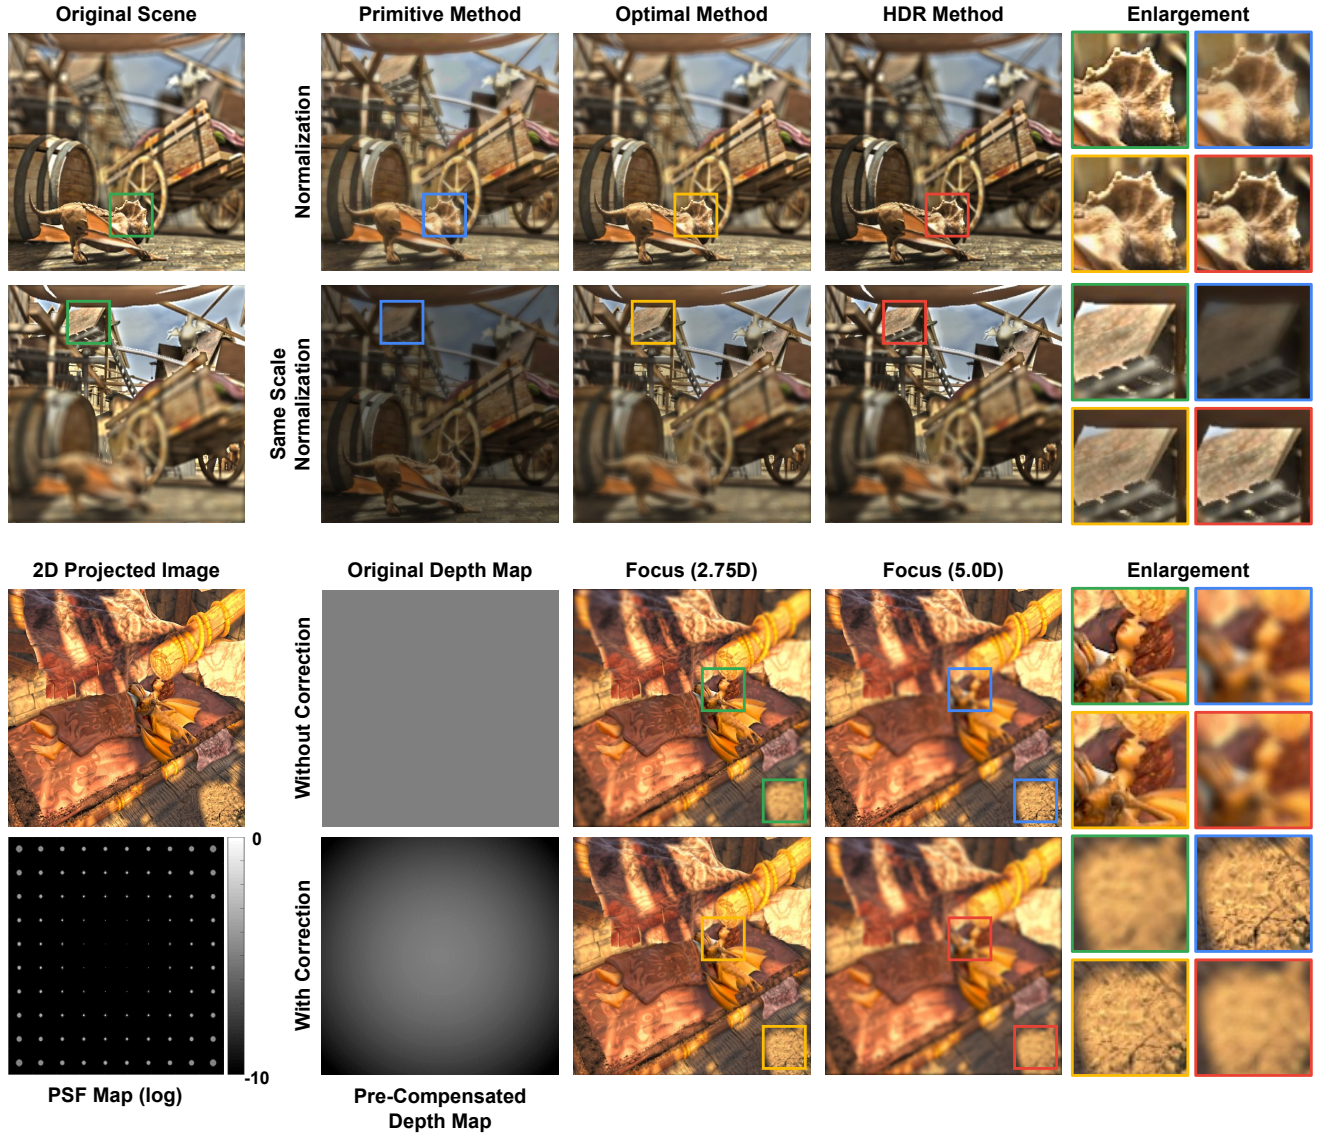 Original Scene
Primitive Method
Optimal Method
HDR Method
Enlargement
Normalization
Same Scale
Normalization
2D Projected Image
Original Depth Map
Focus (2.75D)
Focus (5.0D)
Enlargement
Without Correction
0
With Correction
-10
PSF Map (log)
Pre-Compensated
Depth Map